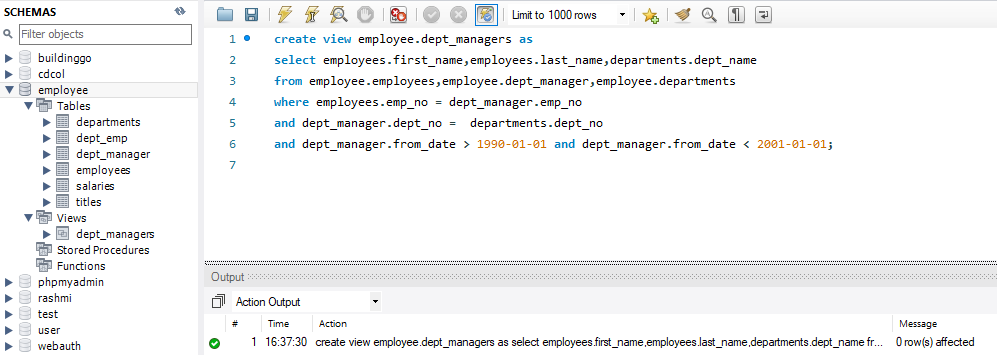 SCHEMAS
Filter objects
buildinggo
cdcol
employee
Tables
departments
dept_emp
dept_manager
employees
salaries
titles
Views
dept_managers
Stored Procedures
Functions
phpmyadmin
rashmi
test
user
webauth
Limit to 1000 rows
1 create view employee.dept_managers as
2 select employees.first_name,employees.last_name,departments.dept_name
3 from employee.employees,employee.dept_manager,employee.departments
4 where employees.emp_no = dept_manager.emp_no
5 and dept_manager.dept_no =  departments.dept_no
6 and dept_manager.from_date > 1990-01-01 and dept_manager.from_date < 2001-01-01;
7
Output
Action Output
# Time Action Message
1 16:37:30 create view employee.dept_managers as select employees.first_name,employees.last_name,departments.dept_name fr... 0 row(s) affected